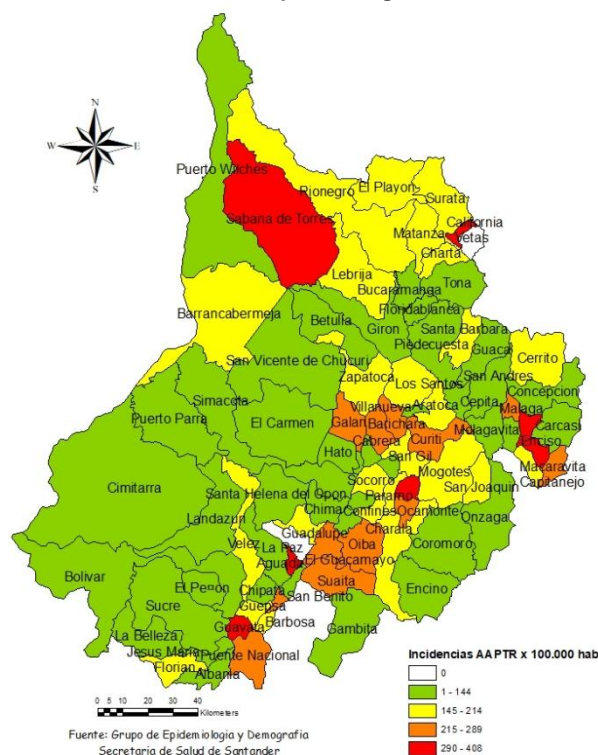 N
W E
S
Puerto Wilches
Rionegro
El Playon
Sabana de Torres
Surata
California
Matanza
etas
Charta
Lebrija
Bucaramanga
Tona
Barrancabermeja
Floridablanca
Betulia
Giron
Santa Barbara
Piedecuesta
Guaca
Cerrito
San Vicente de Chucuri
San Andres
Zapatoca
Los Santos
Concepcion
Simacota
Villanueva
Aratoca
Cepita
Malaga
Puerto Parra
El Carmen
Galan
Barichara
Curiti
Molagavita
Carcasi
Enciso
Cabrera
Hato
San Gil
Mogotes
Macaravita
Capitanejo
Cimitarra
Socorro
Paramo
San Joaquin
Santa Helena del Opon
Chima
Confines
Ocamonte
Onzaga
Landazuri
Guadalupe
Charala
Velez
La Paz
Oiba
Coromoro
Aguada
El Guacamayo
Bolivar
Suaita
Encino
El Peñon
Chipata
San Benito
Sucre
Guepsa
Gambita
Barbosa
La Belleza
Guavata
Jesus Maria
Puente Nacional
Florian
Albania
Incidencias AAPTR x 100.000 hab
0
1 - 144
145 - 214
215 - 289
290 - 408
0 5 10 20 30 40
Kilometers
Fuente: Grupo de Epidemiologia y Demografia
Secretaria de Salud de Santander